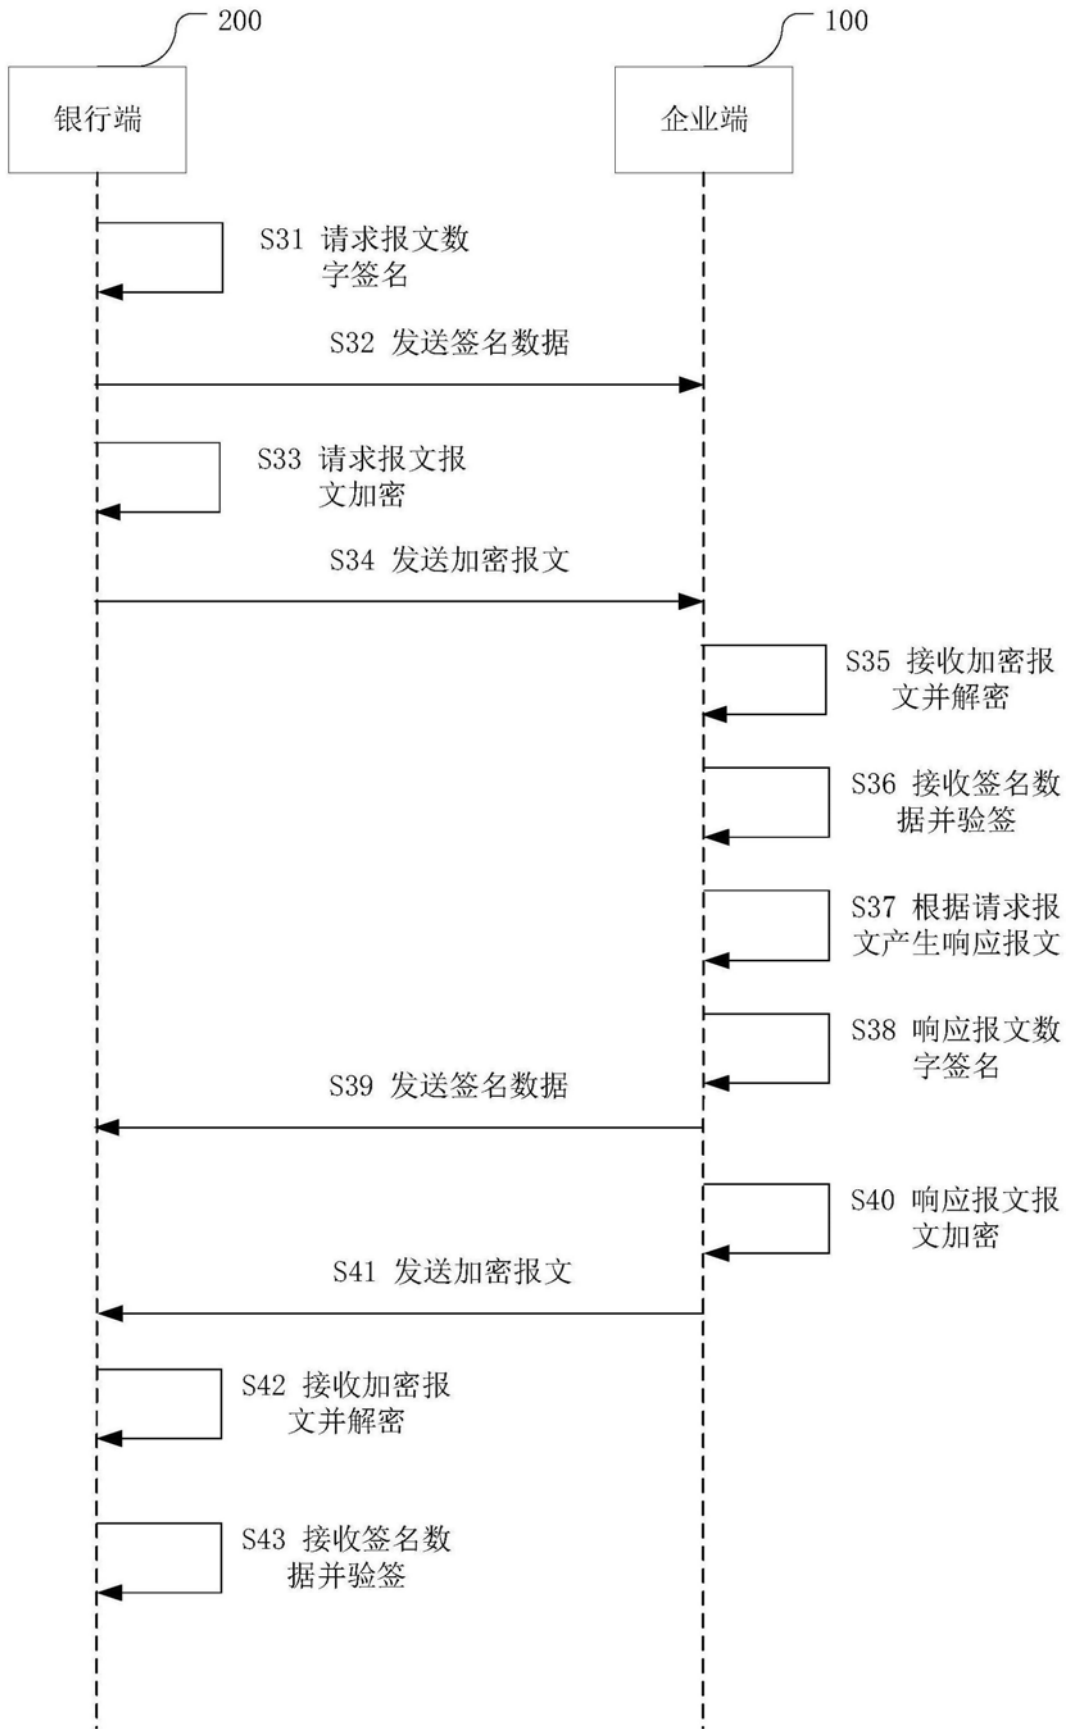 200
100
银行端
企业端
S31 请求报文数
字签名
S32 发送签名数据
S33 请求报文报
文加密
S34 发送加密报文
S35 接收加密报
文并解密
S36 接收签名数
据并验签
S37 根据请求报
文产生响应报文
S38 响应报文数
字签名
S39 发送签名数据
S40 响应报文报
文加密
S41 发送加密报文
S42 接收加密报
文并解密
S43 接收签名数
据并验签